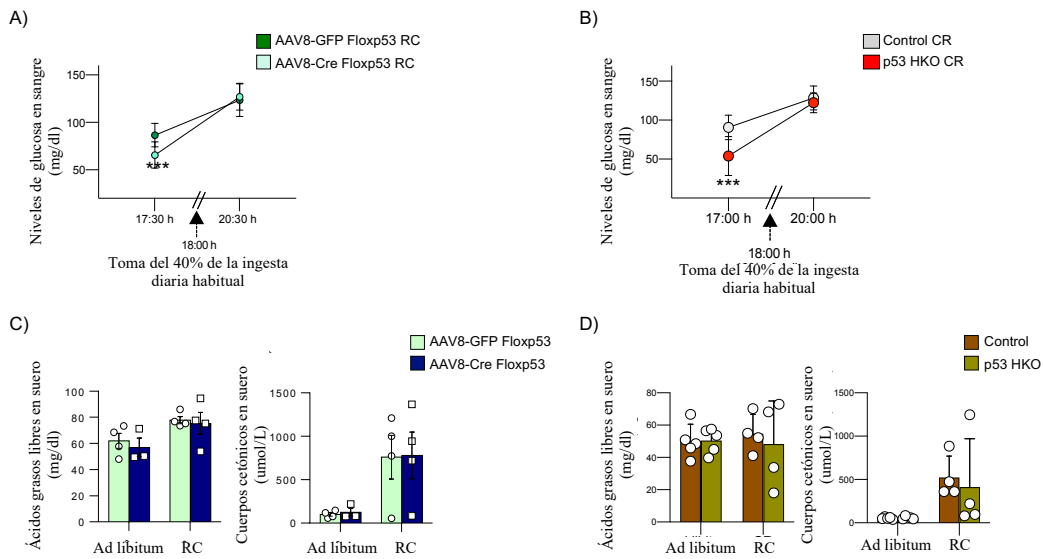 A)
AAV8-GFP Floxp53 RC
AAV8-Cre Floxp53 RC
Niveles de glucosa en sangre
(mg/dl)
150
100
50
***
17:30 h
20:30 h
18:00 h
Toma del 40% de la ingesta
diaria habitual
B)
Control CR
p53 HKO CR
Niveles de glucosa en sangre
(mg/dl)
150
100
50
***
17:00 h
20:00 h
18:00 h
Toma del 40% de la ingesta
diaria habitual
C)
AAV8-GFP Floxp53
AAV8-Cre Floxp53
Ácidos grasos libres en suero
(mg/dl)
100
80
60
40
20
0
Ad líbitum
RC
Cuerpos cetónicos en suero
(umol/L)
1500
1000
500
0
Ad líbitum
RC
D)
Control
p53 HKO
Ácidos grasos libres en suero
(mg/dl)
80
60
40
20
0
Ad líbitum
RC
Cuerpos cetónicos en suero
(umol/L)
1500
1000
500
0
Ad líbitum
RC